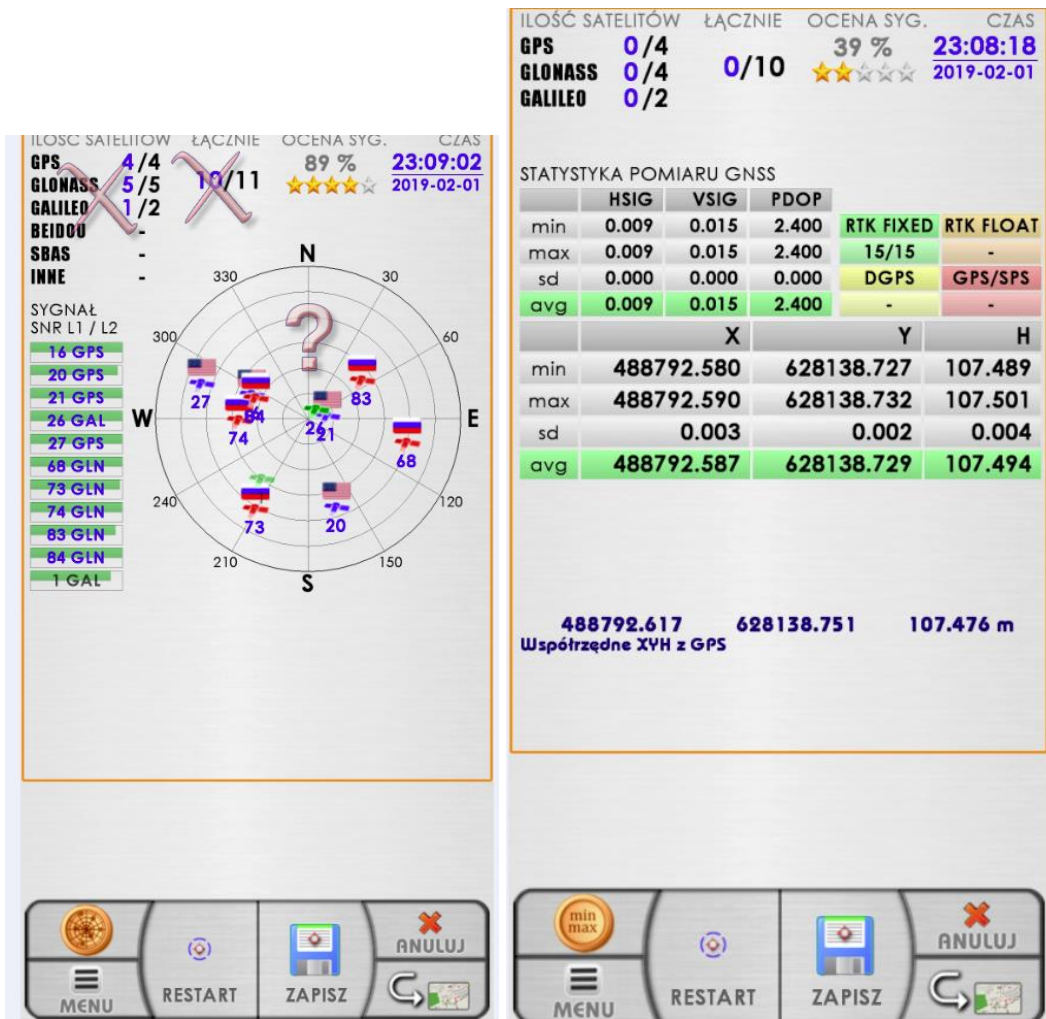 ILOŚĆ SATELITÓW ŁĄCZNIE OCENA SYG. CZAS
GPS 4/4 10/11 89 % 23:09:02
GLONASS 5/5 2019-02-01
GALILEO 1/2
BEIDOU -
SBAS -
INNE -
SYGNAŁ
SNR L1 / L2
16 GPS
20 GPS
21 GPS
26 GAL
27 GPS
68 GLN
73 GLN
74 GLN
83 GLN
84 GLN
1 GAL
N
330 30
300 60
?
27 83
84
W 74 26 21 E
68
240 120
73 20
210 150
S
MENU
RESTART
ZAPISZ
ANULUJ
ILOŚĆ SATELITÓW ŁĄCZNIE OCENA SYG. CZAS
GPS 0/4 0/10 39 % 23:08:18
GLONASS 0/4 2019-02-01
GALILEO 0/2
STATYSTYKA POMIARU GNSS
HSIG VSIG PDOP
min 0.009 0.015 2.400 RTK FIXED RTK FLOAT
max 0.009 0.015 2.400 15/15 -
sd 0.000 0.000 0.000 DGPS GPS/SPS
avg 0.009 0.015 2.400 - -
X Y H
min 488792.580 628138.727 107.489
max 488792.590 628138.732 107.501
sd 0.003 0.002 0.004
avg 488792.587 628138.729 107.494
488792.617 628138.751 107.476 m
Współrzędne XYH z GPS
min
max
MENU
RESTART
ZAPISZ
ANULUJ